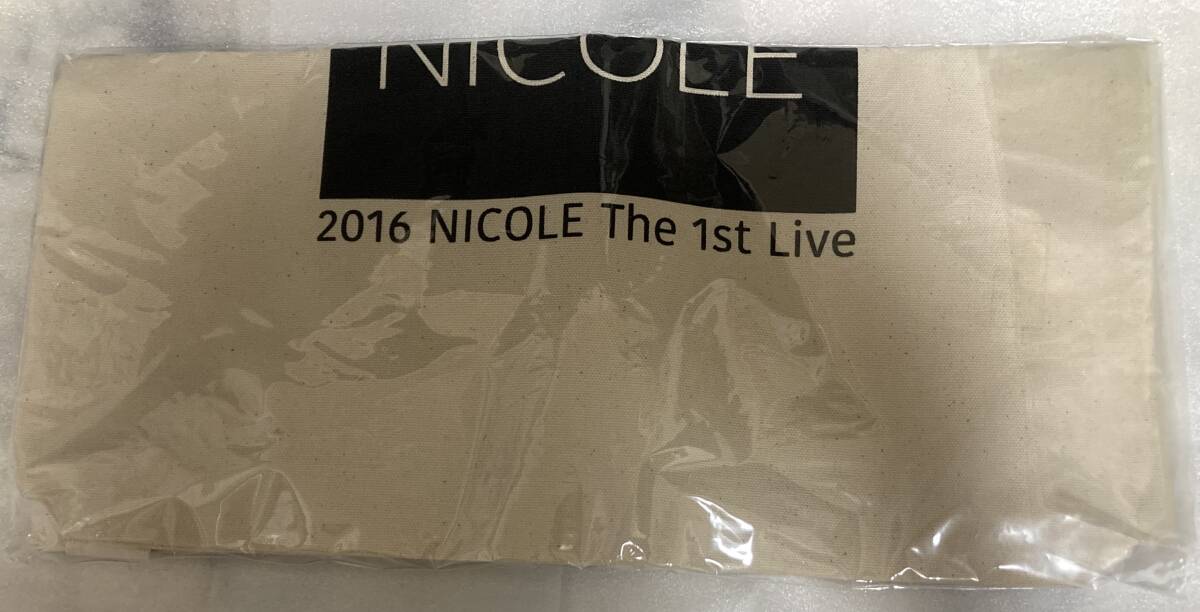 NICOLE
2016 NICOLE The 1st Live